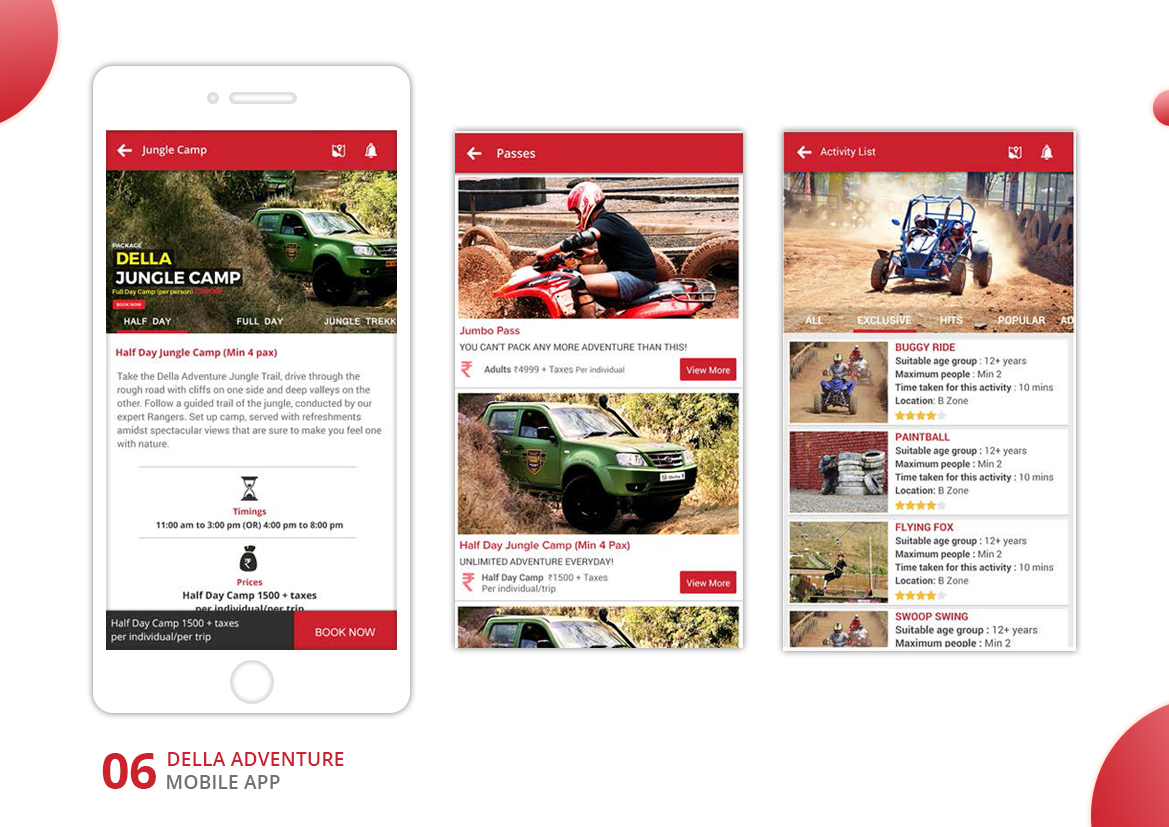 Jungle Camp
PACKAGE
DELLA
JUNGLE CAMP
Full Day Camp (per person)
BOOK NOW
HALF DAY FULL DAY JUNGLE TREKK
Half Day Jungle Camp (Min 4 pax)
Take the Della Adventure Jungle Trail, drive through the
rough road with cliffs on one side and deep valleys on the
other. Follow a guided trail of the jungle, conducted by our
expert Rangers. Set up camp, served with refreshments
amidst spectacular views that are sure to make you feel one
with nature.
Timings
11:00 am to 3:00 pm (OR) 4:00 pm to 8:00 pm
Prices
Half Day Camp 1500 + taxes
per individual/per trip
Half Day Camp 1500 + taxes
per individual/per trip
BOOK NOW
Passes
Jumbo Pass
YOU CAN'T PACK ANY MORE ADVENTURE THAN THIS!
₹ Adults ₹4999 + Taxes Per individual
View More
Half Day Jungle Camp (Min 4 Pax)
UNLIMITED ADVENTURE EVERYDAY!
₹ Half Day Camp ₹1500 + Taxes
Per individual/trip
View More
Activity List
ALL EXCLUSIVE HITS POPULAR AD
BUGGY RIDE
Suitable age group : 12+ years
Maximum people : Min 2
Time taken for this activity : 10 mins
Location: B Zone
PAINTBALL
Suitable age group : 12+ years
Maximum people : Min 2
Time taken for this activity : 10 mins
Location: B Zone
FLYING FOX
Suitable age group : 12+ years
Maximum people : Min 2
Time taken for this activity : 10 mins
Location: B Zone
SWOOP SWING
Suitable age group : 12+ years
Maximum people : Min 2
06 DELLA ADVENTURE
MOBILE APP